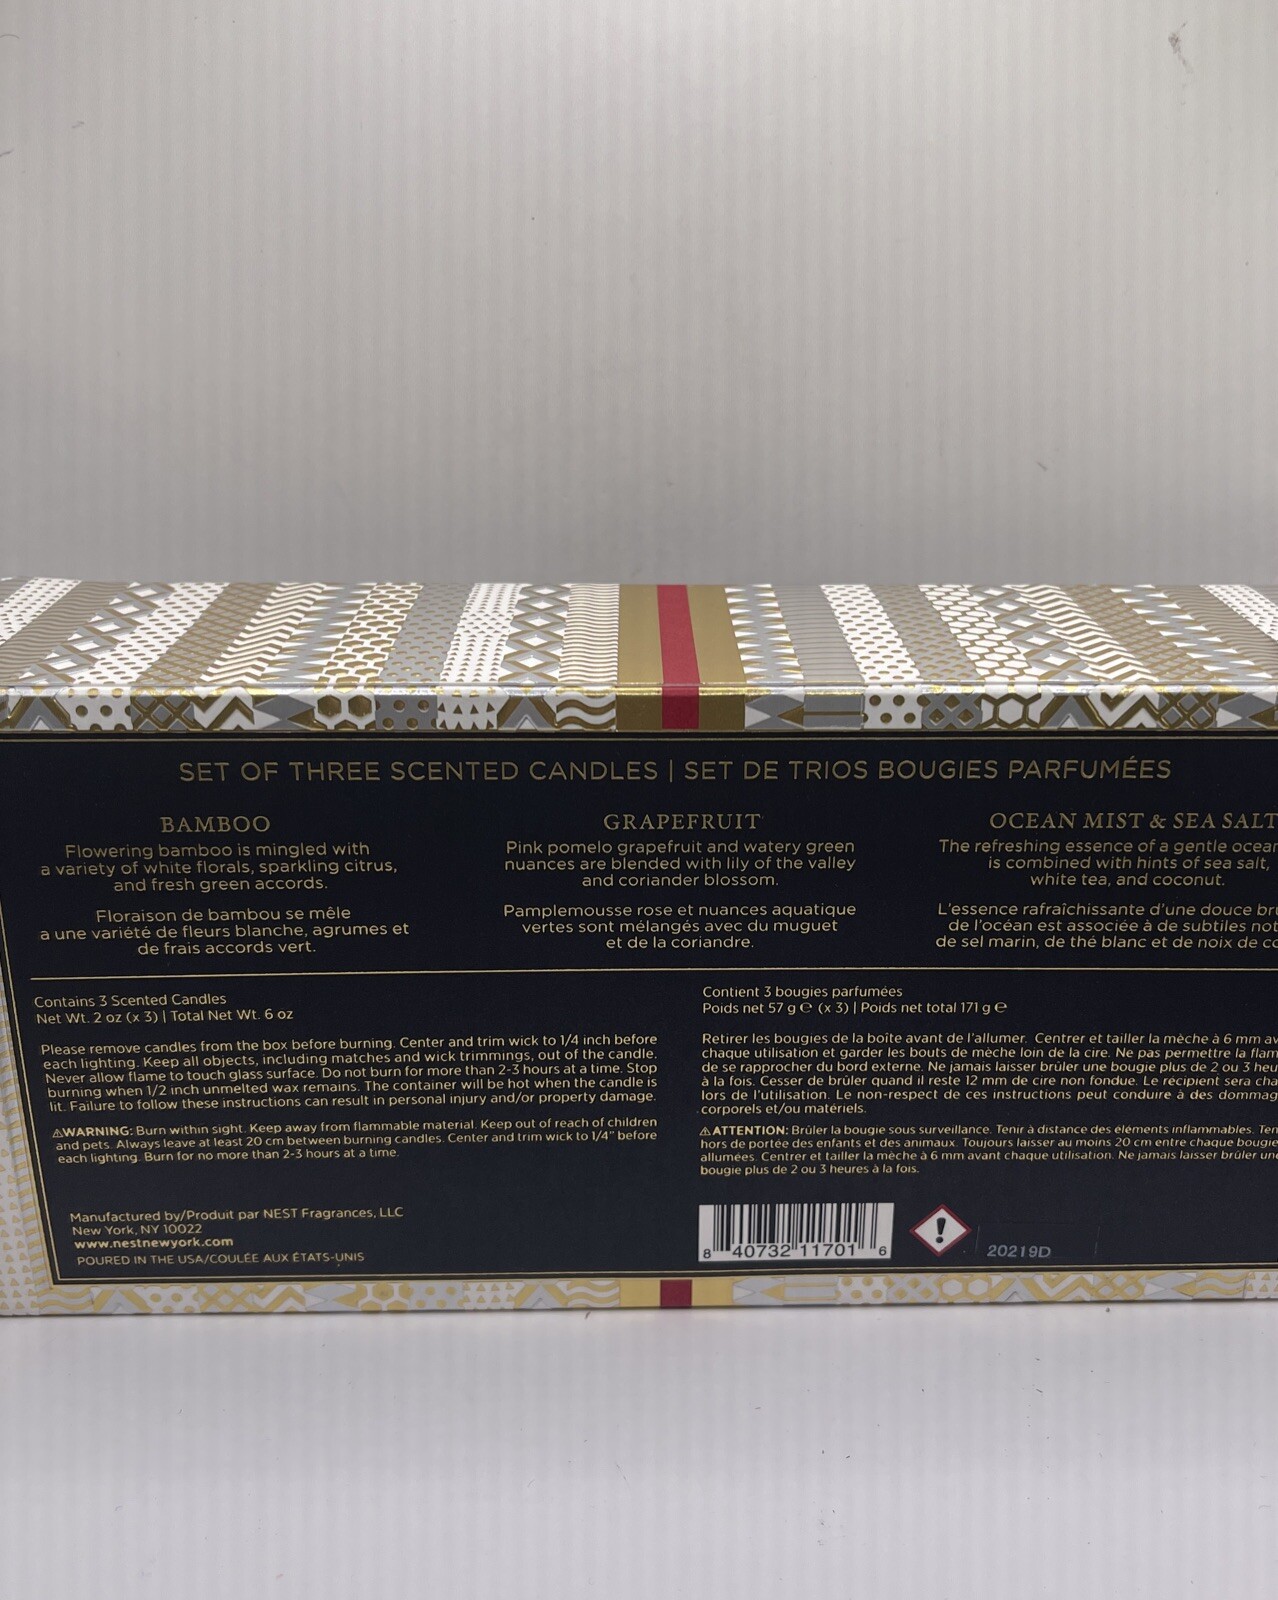 SET OF THREE SCENTED CANDLES | SET DE TRIOS BOUGIES PARFUMÉES
BAMBOO
Flowering bamboo is mingled with
a variety of white florals, sparkling citrus,
and fresh green accords.
Floraison de bambou se mêle
a une variété de fleurs blanche, agrumes et
de frais accords vert.
GRAPEFRUIT
Pink pomelo grapefruit and watery green
nuances are blended with lily of the valley
and coriander blossom.
Pamplemousse rose et nuances aquatique
vertes sont mélangés avec du muguet
et de la coriandre.
OCEAN MIST & SEA SALT
The refreshing essence of a gentle ocean
is combined with hints of sea salt,
white tea, and coconut.
L'essence rafraîchissante d'une douce
de l'océan est associée à de subtiles
de sel marin, de thé blanc et de noix de
Contains 3 Scented Candles
Net Wt. 2 oz (x 3) | Total Net Wt. 6 oz
Please remove candles from the box before burning. Center and trim wick to 1/4 inch before
each lighting. Keep all objects, including matches and wick trimmings, out of the candle.
Never allow flame to touch glass surface. Do not burn for more than 2-3 hours at a time. Stop
burning when 1/2 inch unmelted wax remains. The container will be hot when the candle is
lit. Failure to follow these instructions can result in personal injury and/or property damage.
⚠WARNING: Burn within sight. Keep away from flammable material. Keep out of reach of children
and pets. Always leave at least 20 cm between burning candles. Center and trim wick to 1/4" before
each lighting. Burn for no more than 2-3 hours at a time.
Manufactured by/Produit par NEST Fragrances, LLC
New York, NY 10022
www.nestnewyork.com
POURED IN THE USA/COULÉE AUX ÉTATS-UNIS
Contient 3 bougies parfumées
Poids net 57 g ℮ (x 3) | Poids net total 171 g ℮
Retirer les bougies de la boîte avant de l'allumer. Centrer et tailler la mèche à 6 mm
chaque utilisation et garder les bouts de mèche loin de la cire. Ne pas permettre la
de se rapprocher du bord externe. Ne jamais laisser brûler une bougie plus de 2 ou 3
à la fois. Cesser de brûler quand il reste 12 mm de cire non fondue. Le récipient sera
lors de l'utilisation. Le non-respect de ces instructions peut conduire à des
corporels et/ou matériels.
⚠ATTENTION: Brûler la bougie sous surveillance. Tenir à distance des éléments inflammables.
hors de portée des enfants et des animaux. Toujours laisser au moins 20 cm entre chaque bougie
allumées. Centrer et tailler la mèche à 6 mm avant chaque utilisation. Ne jamais laisser brûler une
bougie plus de 2 ou 3 heures à la fois.
8 40732 11701 6
20219D